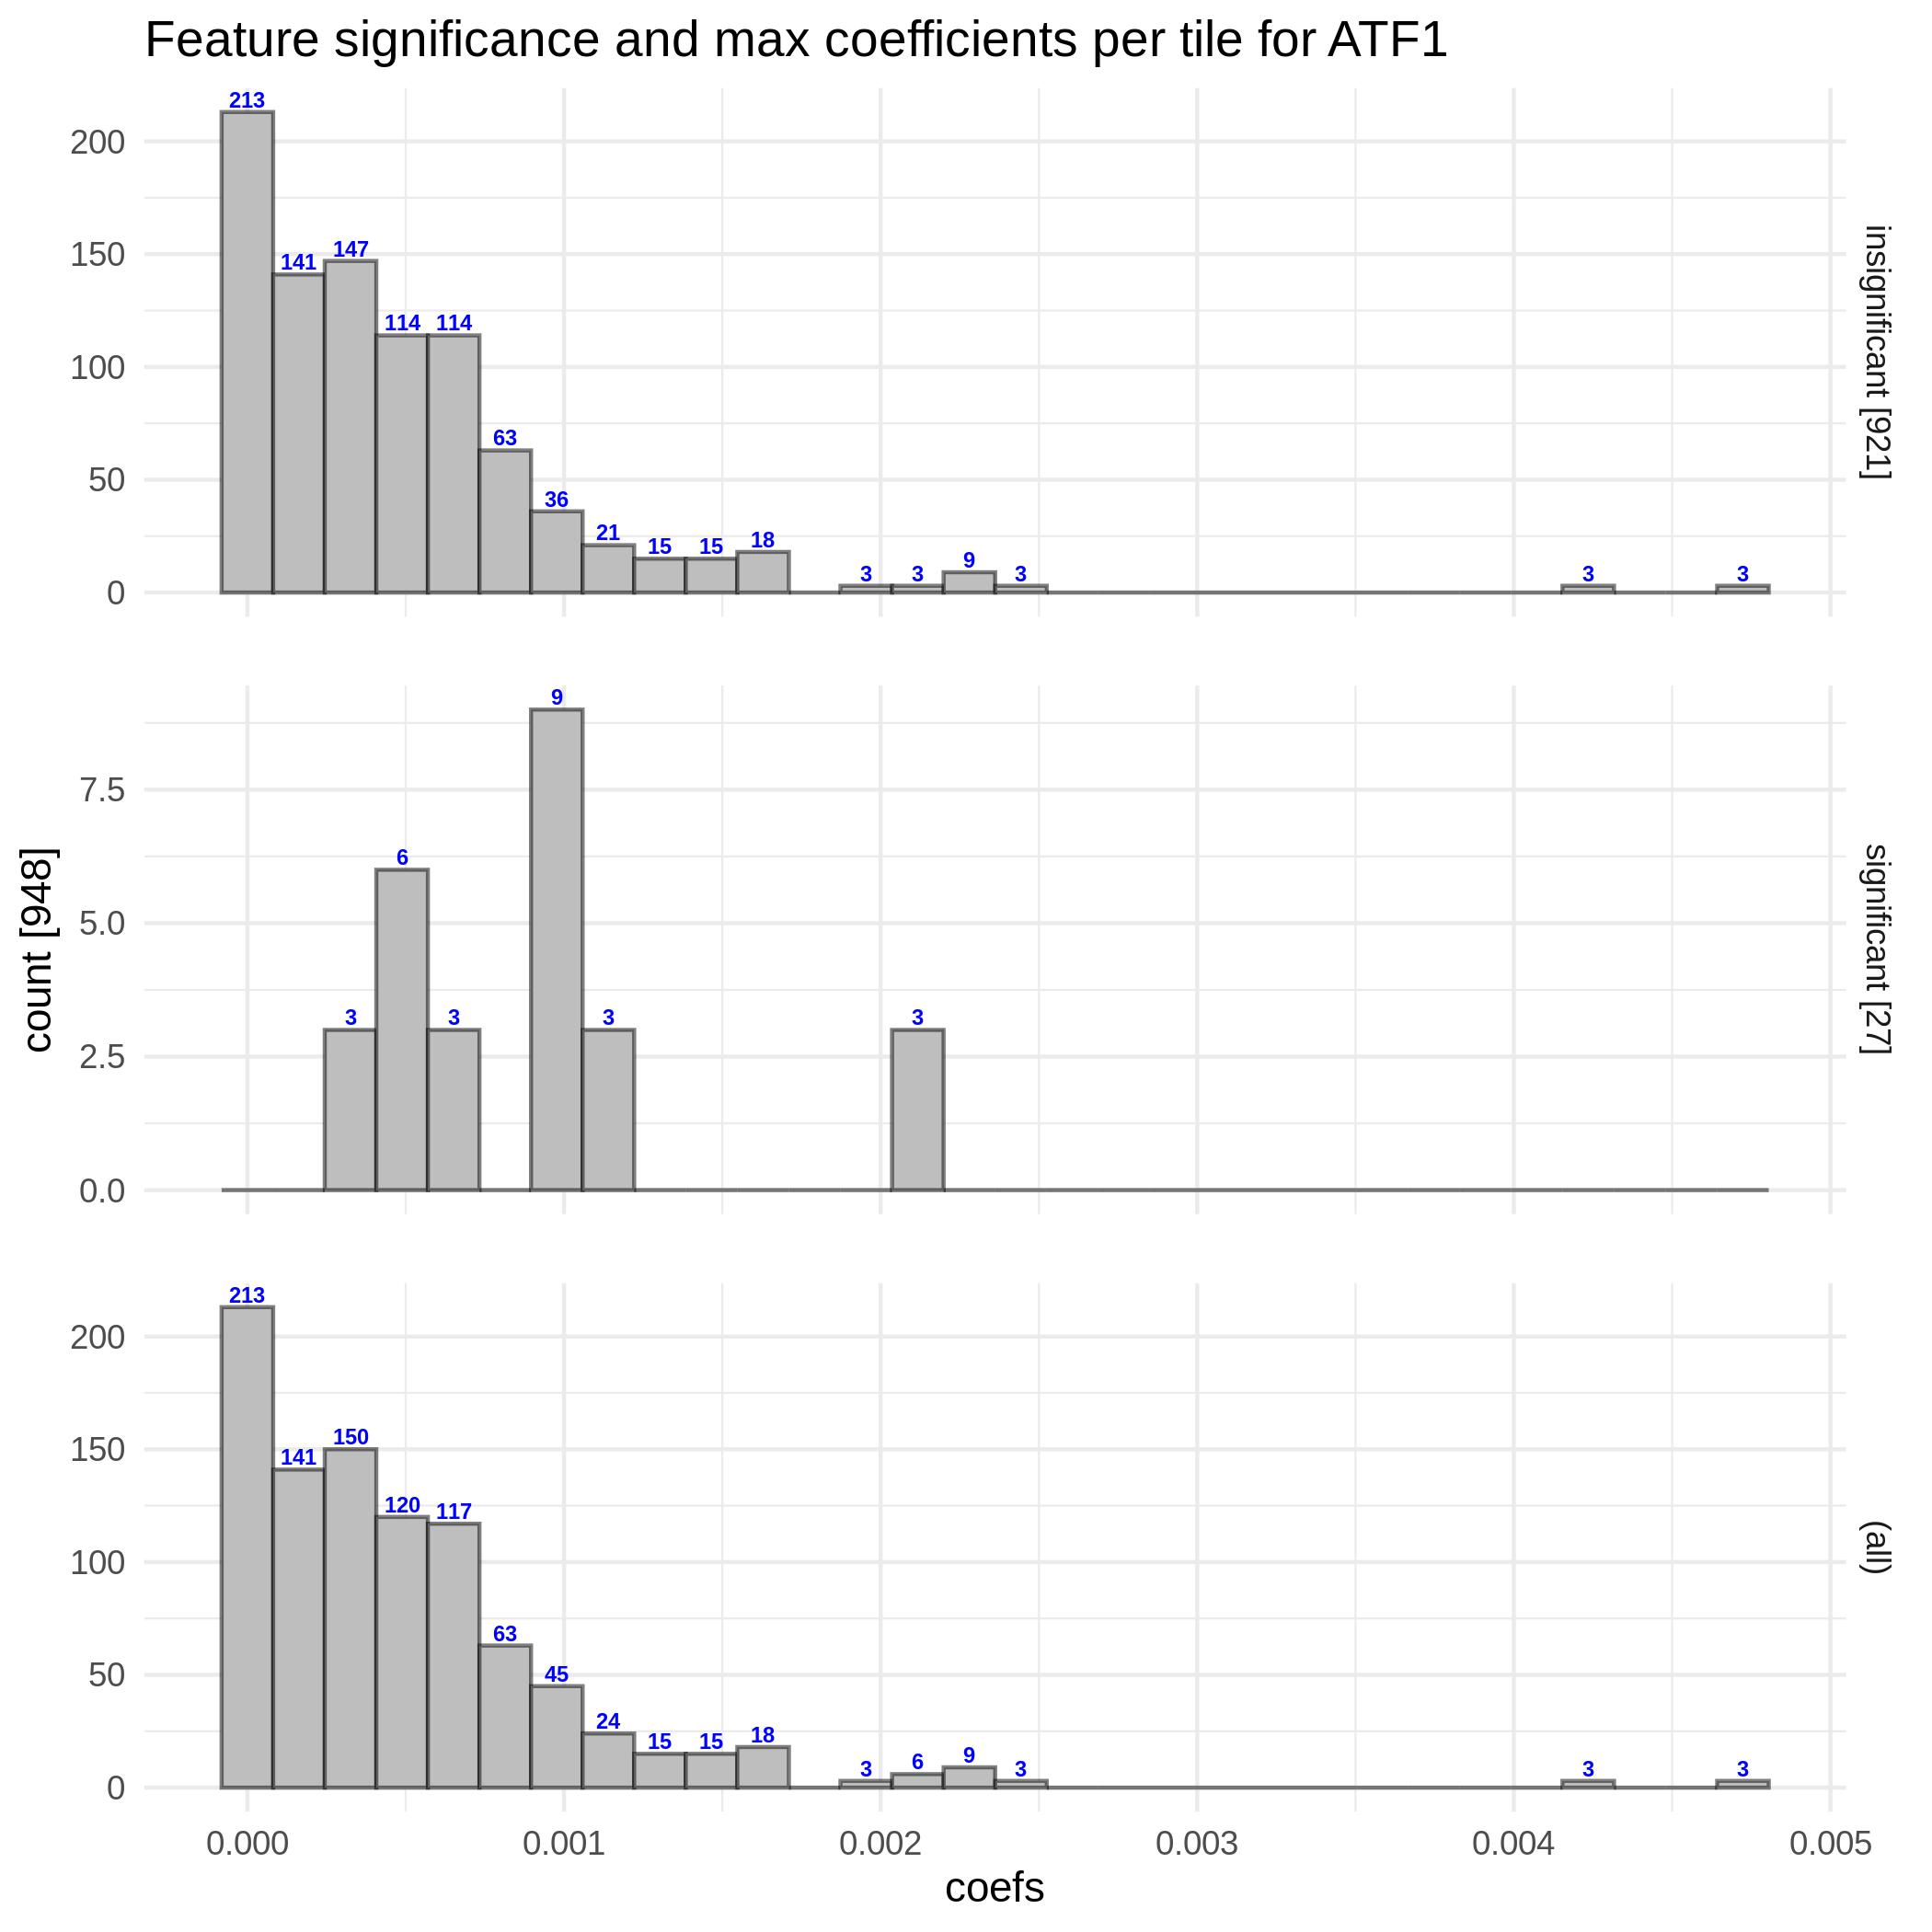 Feature significance and max coefficients per tile for ATF1
213
200
150
147
141
114 114
100
63
50
36
21
15 15 18
3 3 9 3
3 3
0
insignificant [921]
9
7.5
6
5.0
3 3 3 3
2.5
0.0
significant [27]
count [948]
213
200
150
150
141
120 117
100
63
50
45
24
15 15 18
3 6 9 3
3 3
0
(all)
0.000 0.001 0.002 0.003 0.004 0.005
coefs